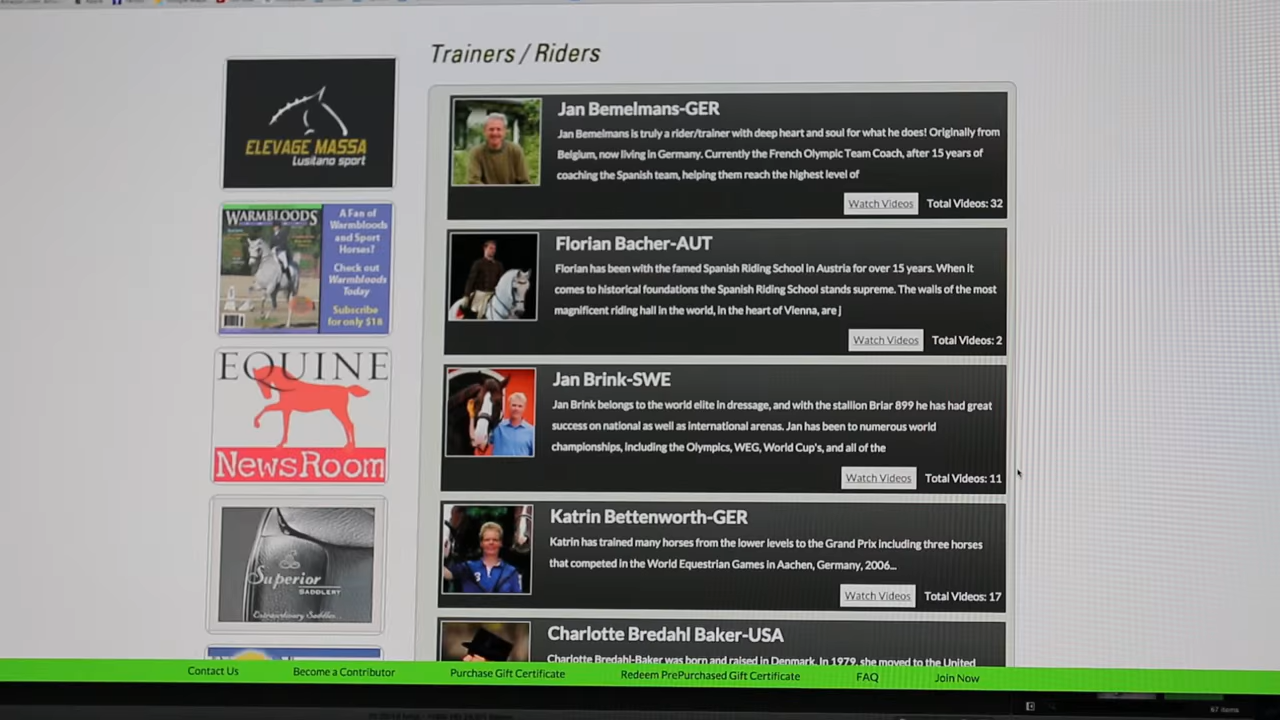 Trainers / Riders
ELEVAGE MASSA
Lusitano sport
WARMBLOODS
A Fan of
Warmbloods
and Sport
Horses?
Check out
Warmbloods
Today
Subscribe
for only $18
EQUINE
NewsRoom
Superior
SADDLERY
Jan Bemelmans-GER
Jan Bemelmans is truly a rider/trainer with deep heart and soul for what he does! Originally from
Belgium, now living in Germany. Currently the French Olympic Team Coach, after 15 years of
coaching the Spanish team, helping them reach the highest level of
Watch Videos Total Videos: 32
Florian Bacher-AUT
Florian has been with the famed Spanish Riding School in Austria for over 15 years. When it
comes to historical foundations the Spanish Riding School stands supreme. The walls of the most
magnificent riding hall in the world, in the heart of Vienna, are ]
Watch Videos Total Videos: 2
Jan Brink-SWE
Jan Brink belongs to the world elite in dressage, and with the stallion Briar 899 he has had great
success on national as well as international arenas. Jan has been to numerous world
championships, including the Olympics, WEG, World Cup's, and all of the
Watch Videos Total Videos: 11
Katrin Bettenworth-GER
Katrin has trained many horses from the lower levels to the Grand Prix including three horses
that competed in the World Equestrian Games in Aachen, Germany, 2006...
Watch Videos Total Videos: 17
Charlotte Bredahl Baker-USA
Charlotte Bredahl-Baker was born and raised in Denmark. In 1979, she moved to the United
Contact Us Become a Contributor Purchase Gift Certificate Redeem PrePurchased Gift Certificate FAQ Join Now
67 items